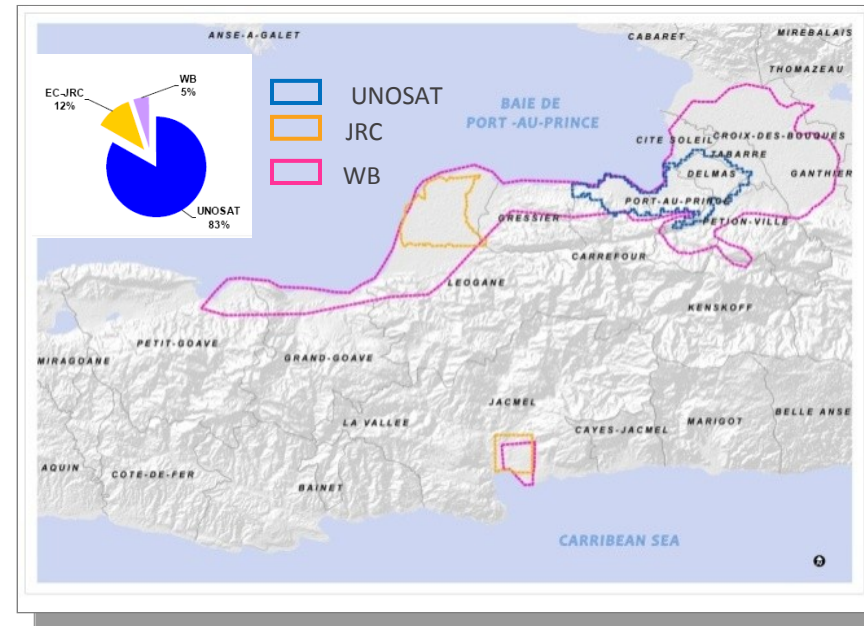 ANSE-A-GALET
CABARET
MIREBALAIS
THOMAZEAU
WB
5%
EC-JRC
12%
UNOSAT
83%
UNOSAT
JRC
WB
BAIE DE
PORT -AU-PRINCE
CITE SOLEIL
CROIX-DES-BOUQUES
TABARRE
DELMAS
GANTHIER
PORT-AU-PRINCE
GRESSIER
PETION-VILLE
CARREFOUR
LEOGANE
KENSKOFF
PETIT-GOAVE
MIRAGOANE
GRAND-GOAVE
JACMEL
LA VALLEE
CAYES-JACMEL
MARIGOT
BELLE ANSE
AQUIN
COTE-DE-FER
BAINET
CARRIBEAN SEA